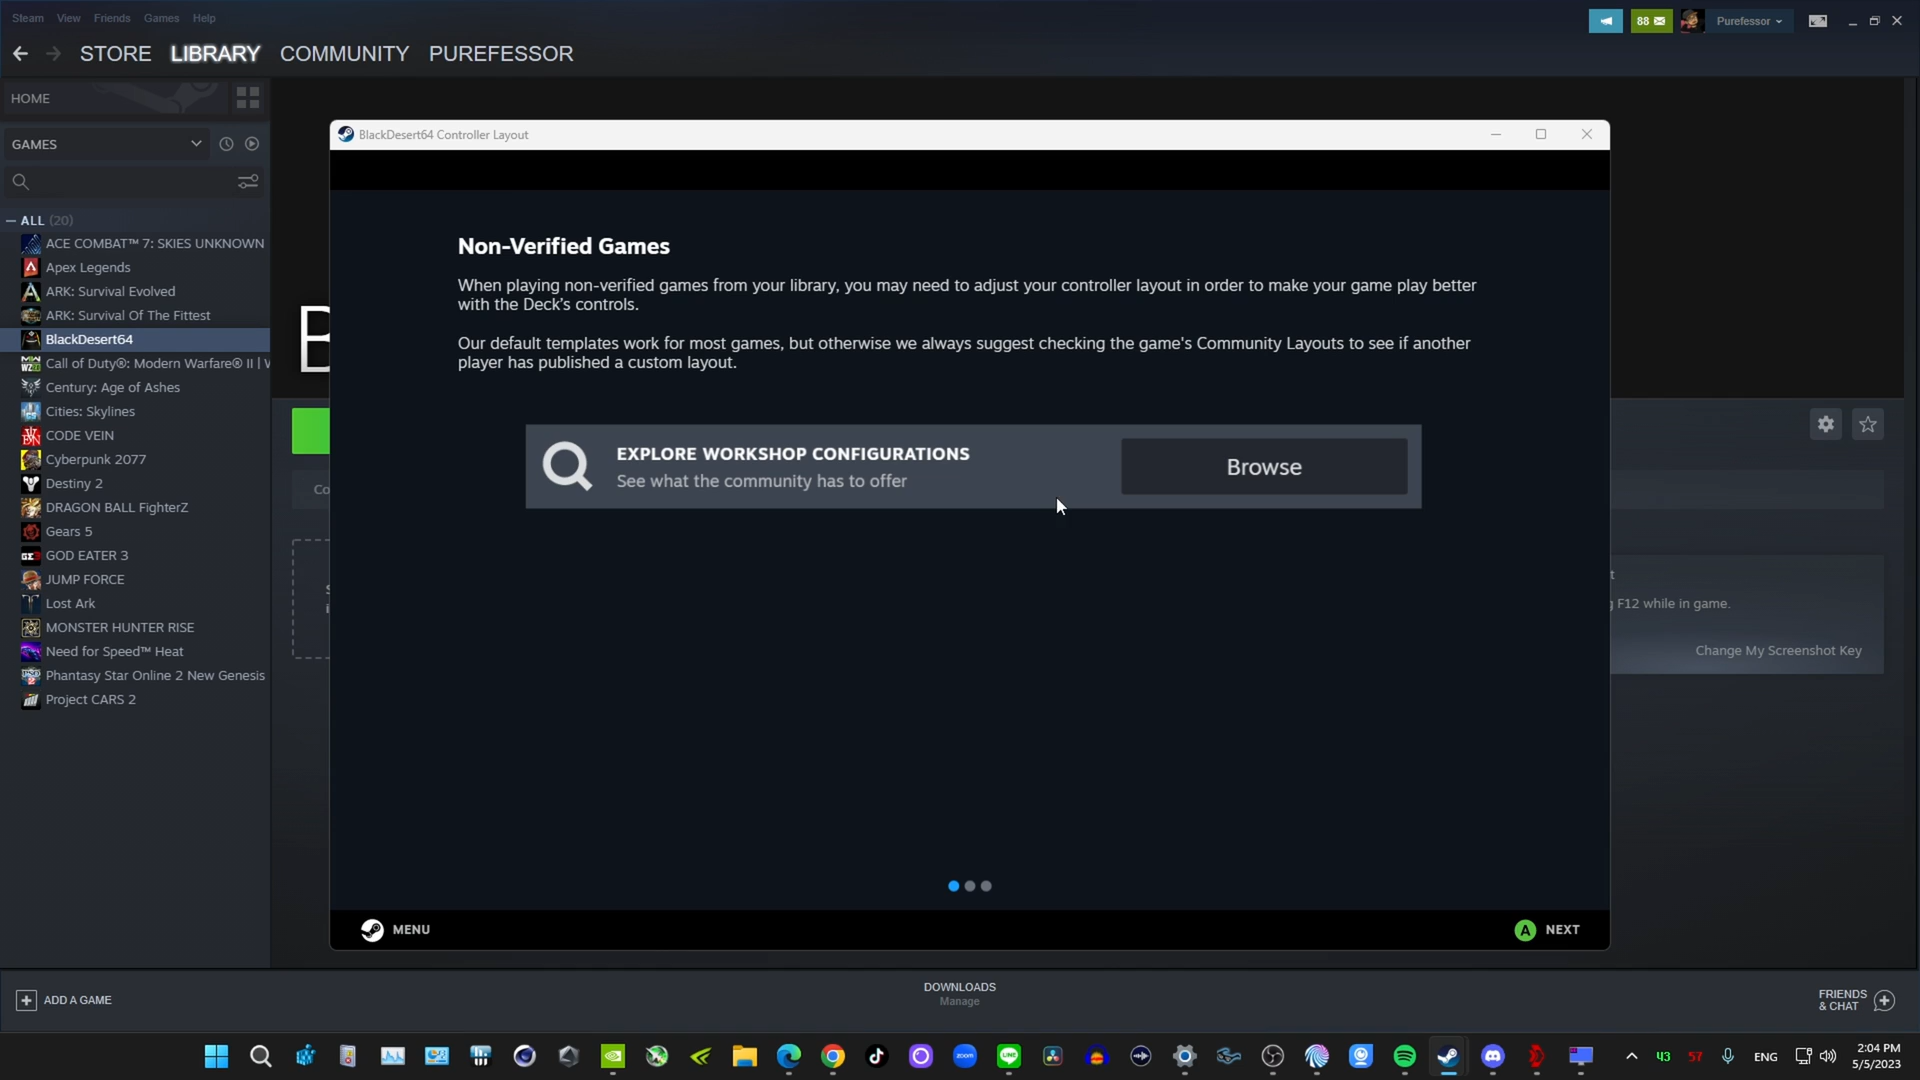 Steam View Friends Games Help
88
Purefessor
STORE LIBRARY COMMUNITY PUREFESSOR
HOME
GAMES
ALL (20)
ACE COMBAT™ 7: SKIES UNKNOWN
Apex Legends
ARK: Survival Evolved
ARK: Survival Of The Fittest
BlackDesert64
Call of Duty®: Modern Warfare® II |
Century: Age of Ashes
Cities: Skylines
CODE VEIN
Cyberpunk 2077
Destiny 2
DRAGON BALL FighterZ
Gears 5
GOD EATER 3
JUMP FORCE
Lost Ark
MONSTER HUNTER RISE
Need for Speed™ Heat
Phantasy Star Online 2 New Genesis
Project CARS 2
BlackDesert64 Controller Layout
Non-Verified Games
When playing non-verified games from your library, you may need to adjust your controller layout in order to make your game play better
with the Deck's controls.
Our default templates work for most games, but otherwise we always suggest checking the game's Community Layouts to see if another
player has published a custom layout.
EXPLORE WORKSHOP CONFIGURATIONS
See what the community has to offer
Browse
MENU
A NEXT
B
Co
F12 while in game.
Change My Screenshot Key
ADD A GAME
DOWNLOADS
Manage
FRIENDS
& CHAT
zoom
LINE
43
57
ENG
2:04 PM
5/5/2023